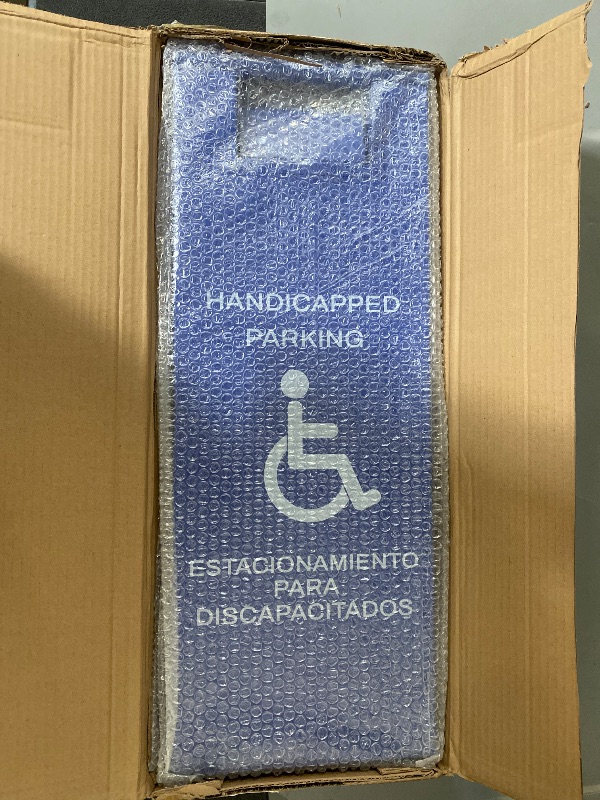 HANDICAPPED
PARKING
ESTACIONAMIENTO
PARA
DISCAPACITADOS